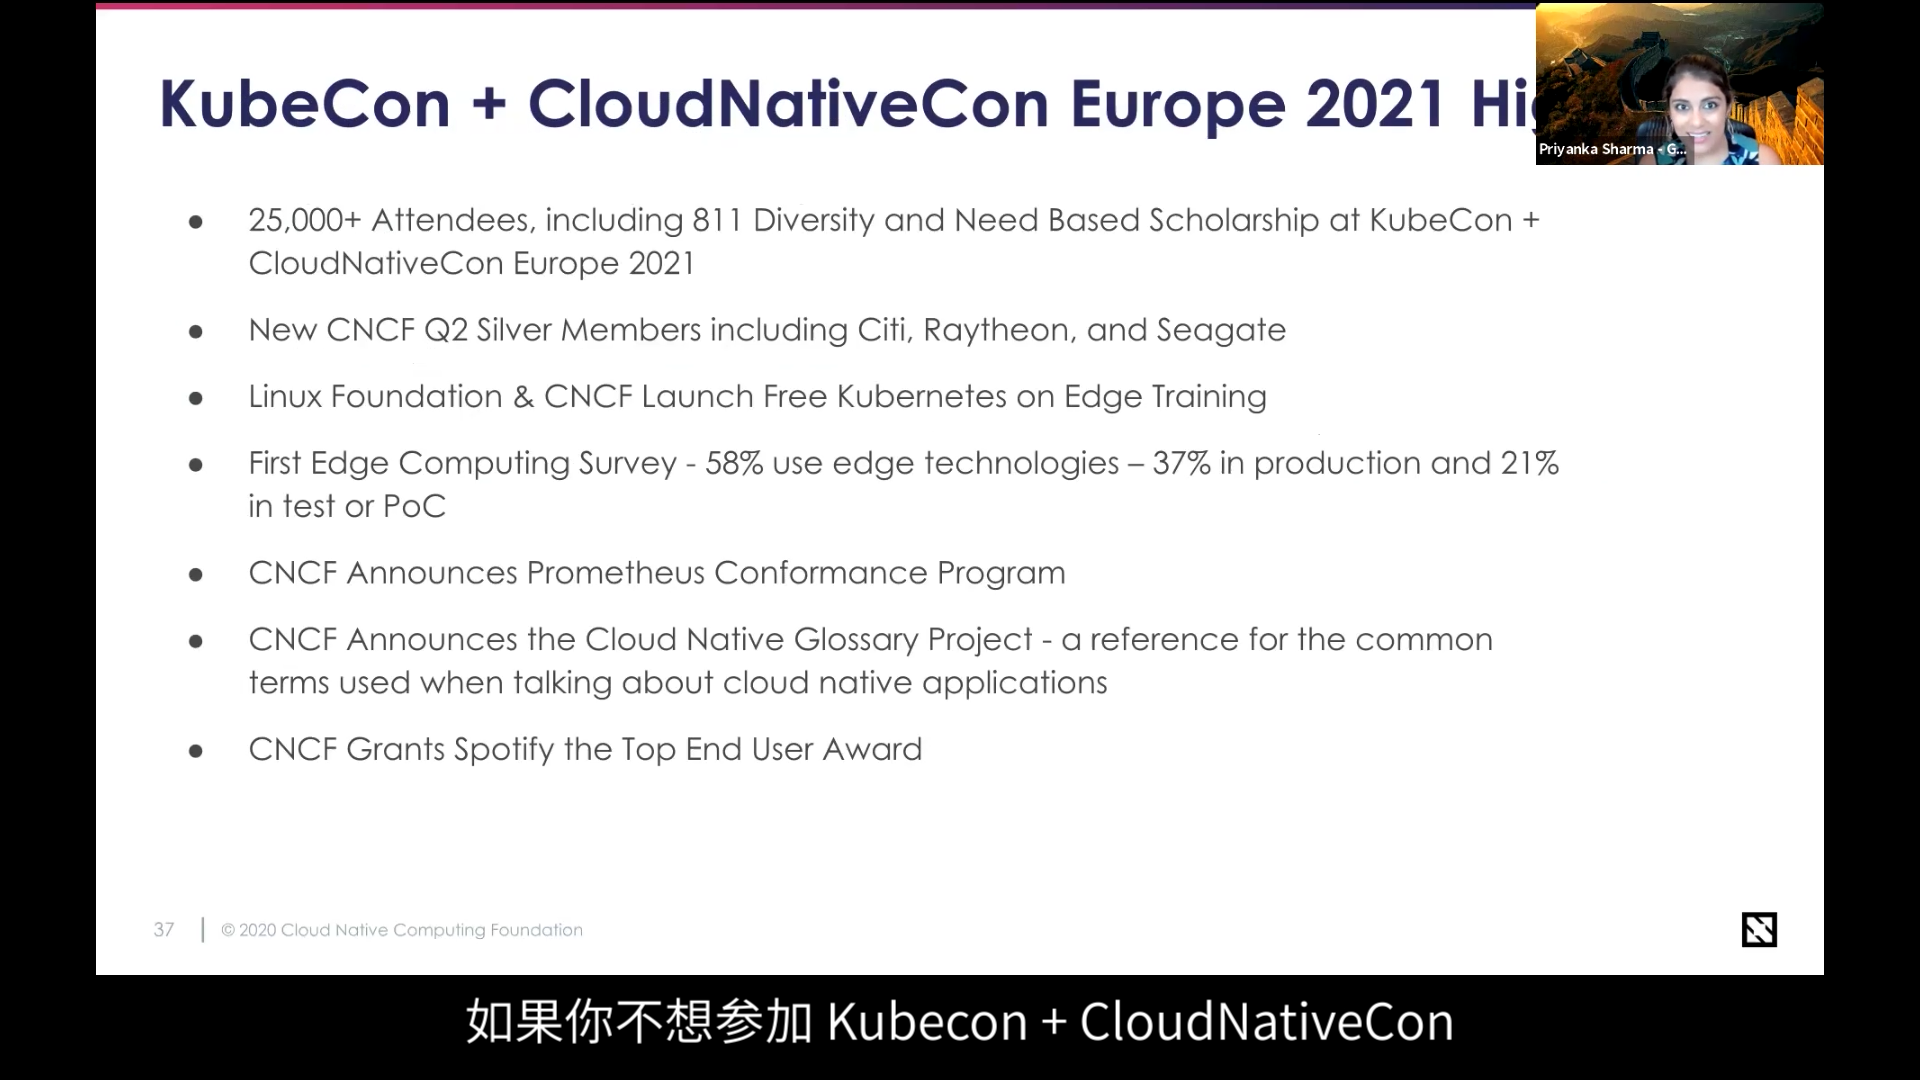 KubeCon + CloudNativeCon Europe 2021
Priyanka Sharma - G...
● 25,000+ Attendees, including 811 Diversity and Need Based Scholarship at KubeCon +
CloudNativeCon Europe 2021
● New CNCF Q2 Silver Members including Citi, Raytheon, and Seagate
● Linux Foundation & CNCF Launch Free Kubernetes on Edge Training
● First Edge Computing Survey - 58% use edge technologies – 37% in production and 21%
in test or PoC
● CNCF Announces Prometheus Conformance Program
● CNCF Announces the Cloud Native Glossary Project - a reference for the common
terms used when talking about cloud native applications
● CNCF Grants Spotify the Top End User Award
37 | © 2020 Cloud Native Computing Foundation
如果你不想参加 Kubecon + CloudNativeCon